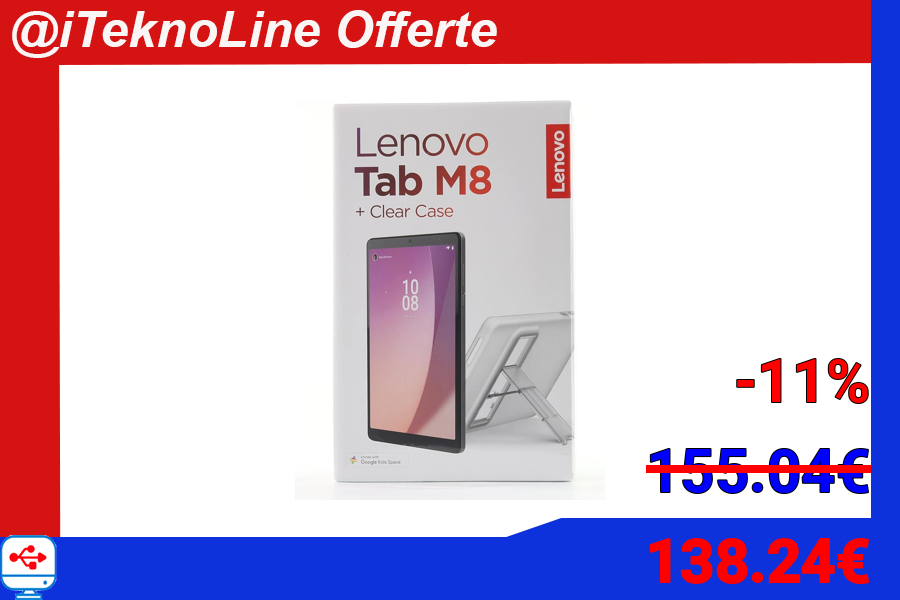 @iTeknoLine Offerte
Lenovo
Tab M8
+ Clear Case
Lenovo
10
08
Google Kids Space
-11%
155.04€
138.24€